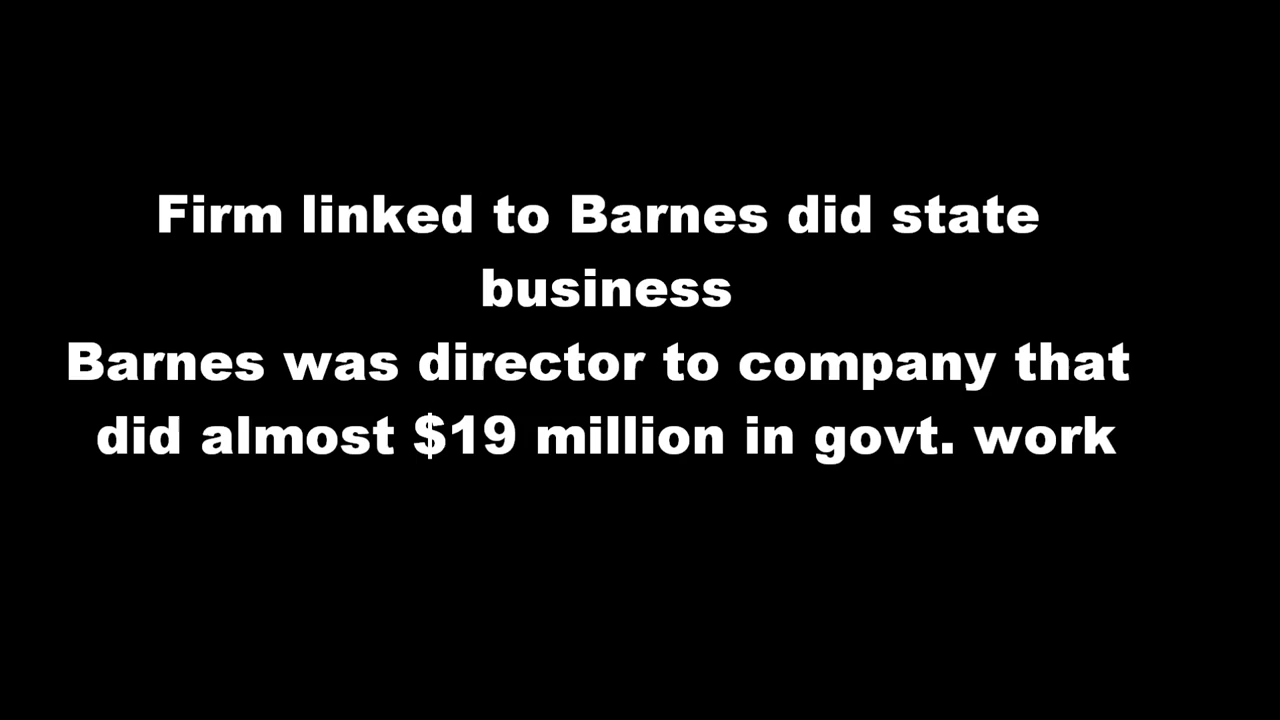 Firm linked to Barnes did state
business
Barnes was director to company that
did almost $19 million in govt. work